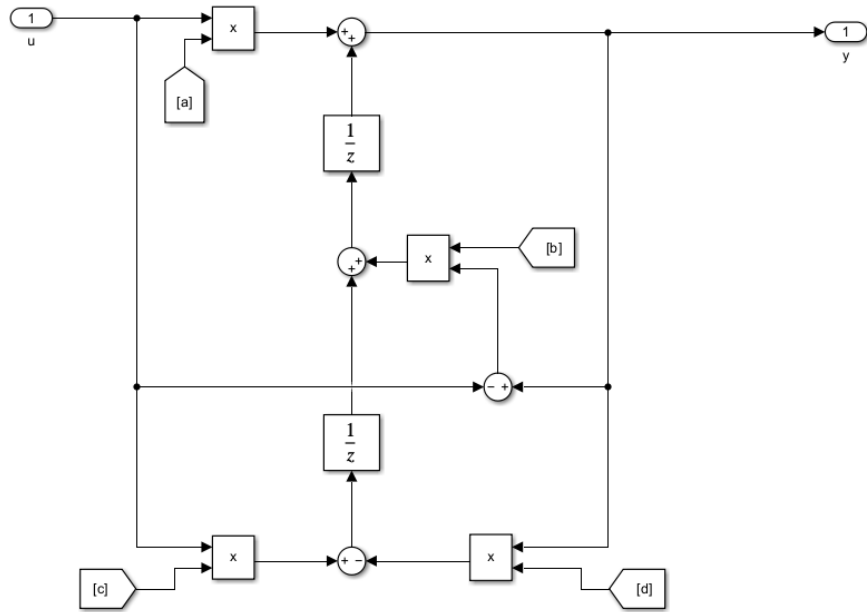 1
u
x
[a]
+
+
1
y
1
z
+
+
x
[b]
− +
1
z
x
+ −
x
[c]
[d]